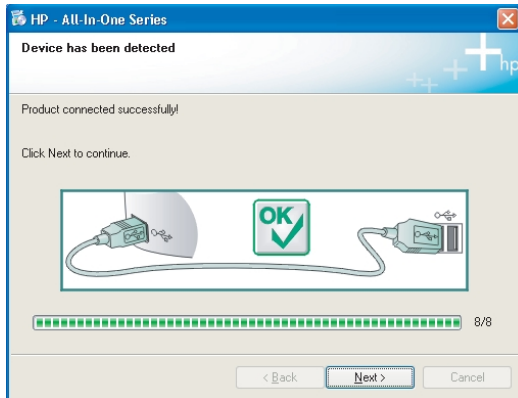 HP - All-In-One Series
Device has been detected
hp
Product connected successfully!
Click Next to continue.
OK
8/8
< Back
Next >
Cancel